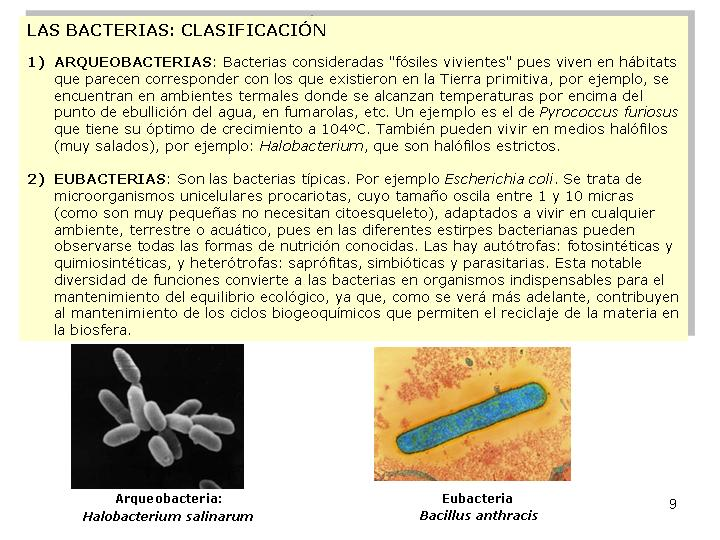 LAS BACTERIAS: CLASIFICACIÓN
1) ARQUEOBACTERIAS: Bacterias consideradas "fósiles vivientes" pues viven en hábitats
que parecen corresponder con los que existieron en la Tierra primitiva, por ejemplo, se
encuentran en ambientes termales donde se alcanzan temperaturas por encima del
punto de ebullición del agua, en fumarolas, etc. Un ejemplo es el de Pyrococcus furiosus
que tiene su óptimo de crecimiento a 104ºC. También pueden vivir en medios halófilos
(muy salados), por ejemplo: Halobacterium, que son halófilos estrictos.
2) EUBACTERIAS: Son las bacterias típicas. Por ejemplo Escherichia coli. Se trata de
microorganismos unicelulares procariotas, cuyo tamaño oscila entre 1 y 10 micras
(como son muy pequeñas no necesitan citoesqueleto), adaptados a vivir en cualquier
ambiente, terrestre o acuático, pues en las diferentes estirpes bacterianas pueden
observarse todas las formas de nutrición conocidas. Las hay autótrofas: fotosintéticas y
quimiosintéticas, y heterótrofas: saprófitas, simbióticas y parasitarias. Esta notable
diversidad de funciones convierte a las bacterias en organismos indispensables para el
mantenimiento del equilibrio ecológico, ya que, como se verá más adelante, contribuyen
al mantenimiento de los ciclos biogeoquímicos que permiten el reciclaje de la materia en
la biosfera.
Arqueobacteria:
Halobacterium salinarum
Eubacteria
Bacillus anthracis
9